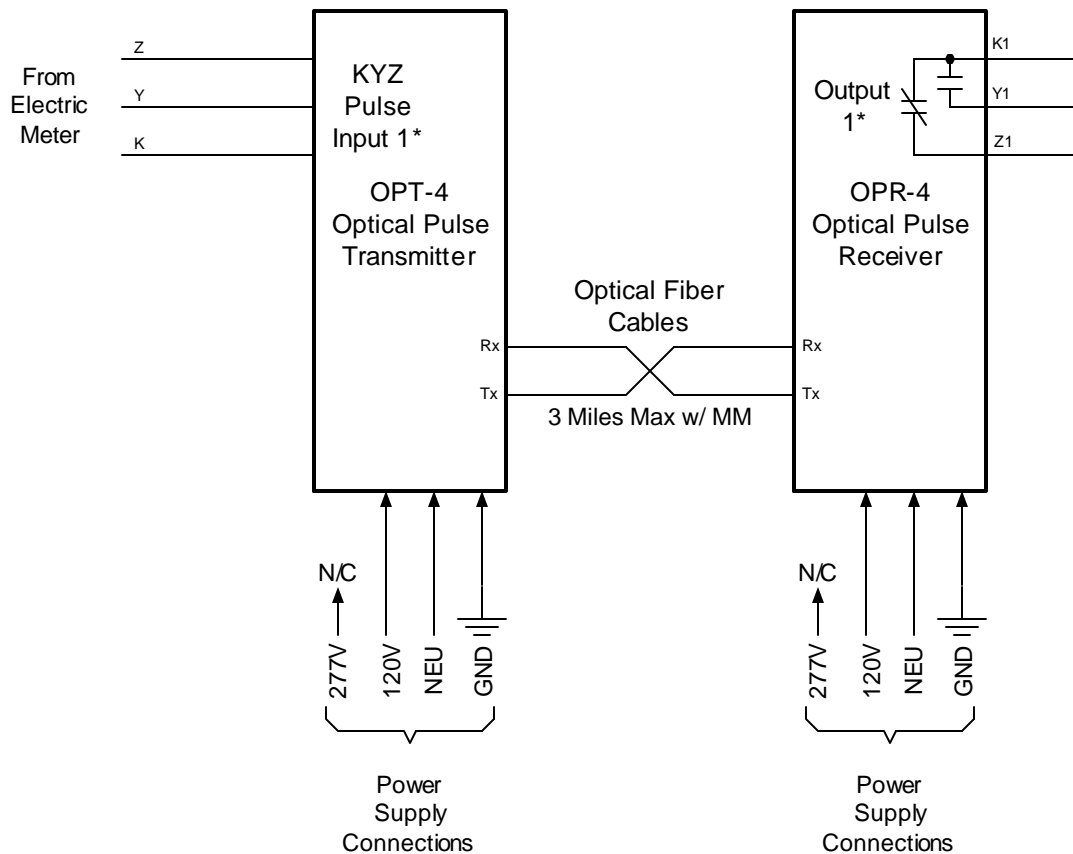 From
Electric
Meter
Z
Y
K
KYZ
Pulse
Input 1*
OPT-4
Optical Pulse
Transmitter
Rx
Tx
Optical Fiber
Cables
3 Miles Max w/ MM
Output
1*
K1
Y1
Z1
OPR-4
Optical Pulse
Receiver
Rx
Tx
N/C
277V
120V
NEU
GND
Power
Supply
Connections
N/C
277V
120V
NEU
GND
Power
Supply
Connections